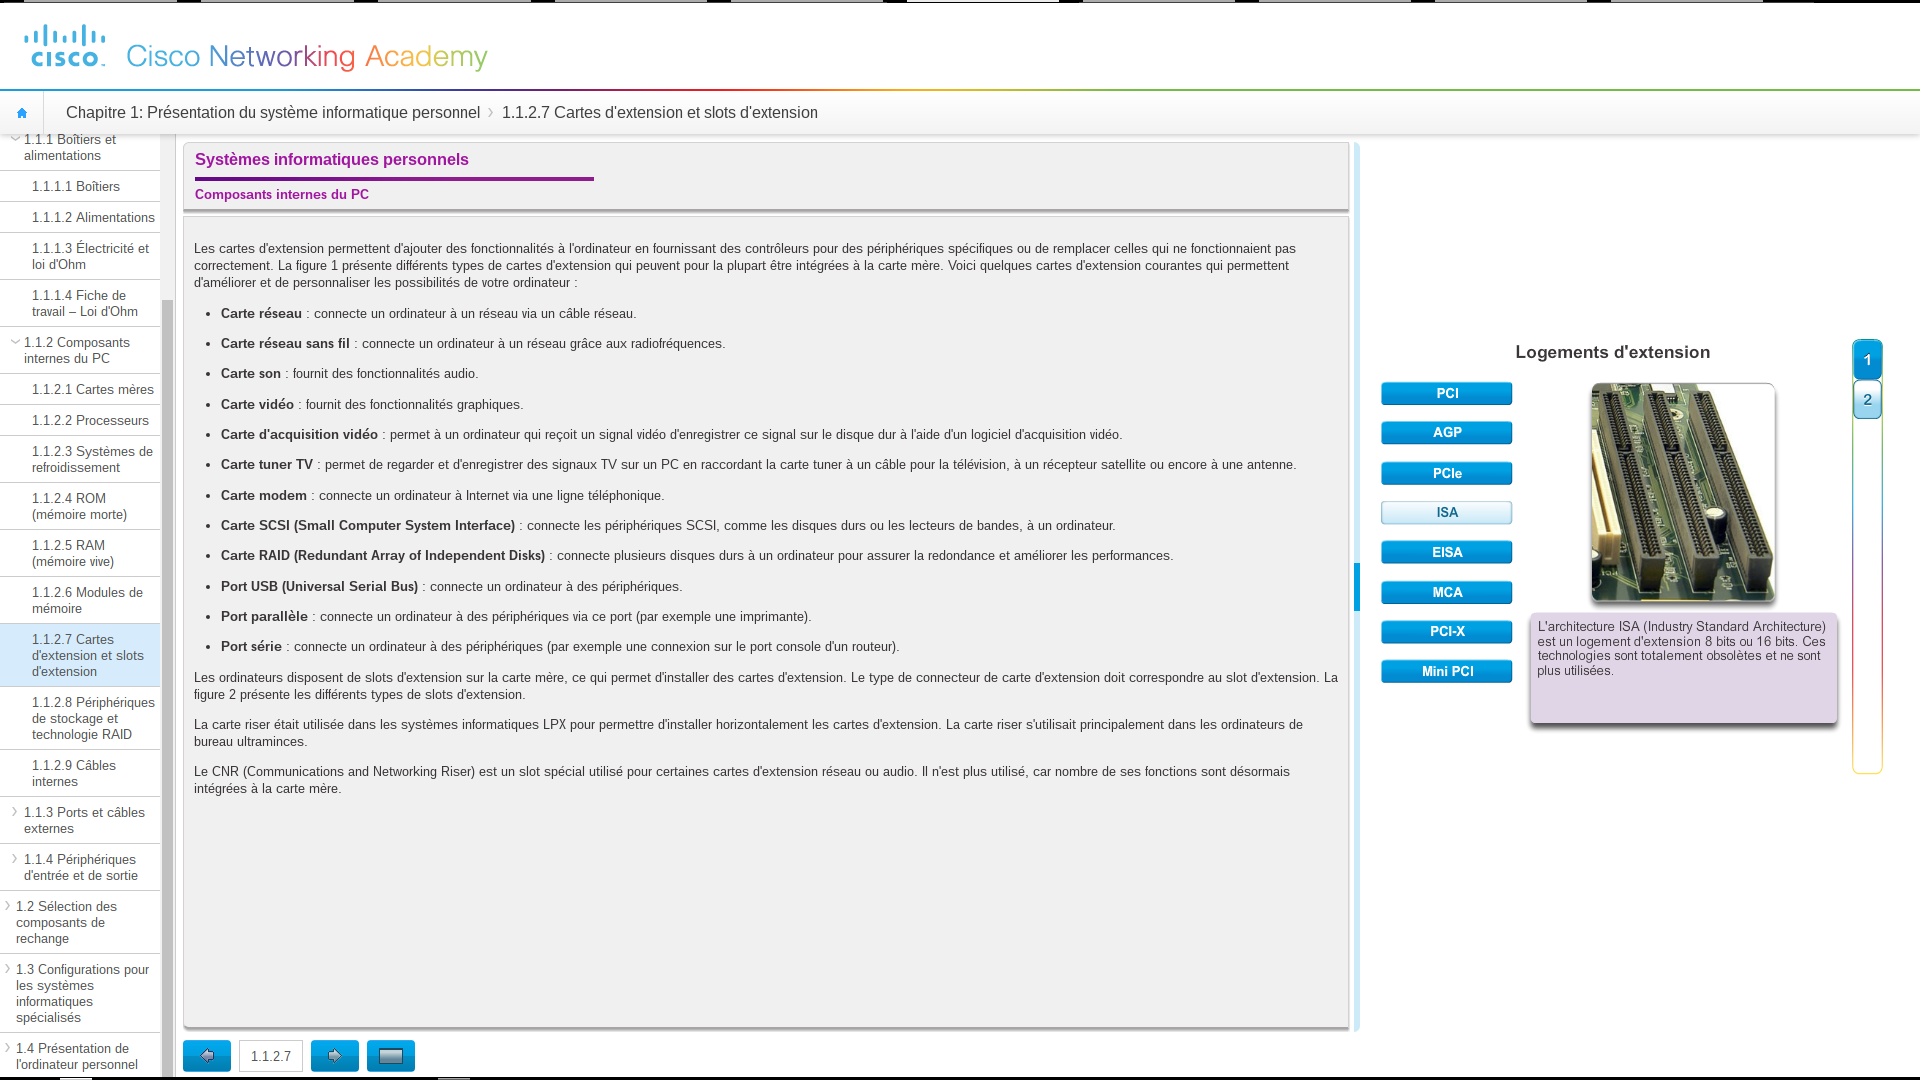 cisco
Cisco Networking Academy
Chapitre 1: Présentation du système informatique personnel
1.1.2.7 Cartes d'extension et slots d'extension
1.1.1 Boîtiers et
alimentations
1.1.1.1 Boîtiers
1.1.1.2 Alimentations
1.1.1.3 Électricité et
loi d'Ohm
1.1.1.4 Fiche de
travail – Loi d'Ohm
1.1.2 Composants
internes du PC
1.1.2.1 Cartes mères
1.1.2.2 Processeurs
1.1.2.3 Systèmes de
refroidissement
1.1.2.4 ROM
(mémoire morte)
1.1.2.5 RAM
(mémoire vive)
1.1.2.6 Modules de
mémoire
1.1.2.7 Cartes
d'extension et slots
d'extension
1.1.2.8 Périphériques
de stockage et
technologie RAID
1.1.2.9 Câbles
internes
1.1.3 Ports et câbles
externes
1.1.4 Périphériques
d'entrée et de sortie
1.2 Sélection des
composants de
rechange
1.3 Configurations pour
les systèmes
informatiques
spécialisés
1.4 Présentation de
l'ordinateur personnel
Systèmes informatiques personnels
Composants internes du PC
Les cartes d'extension permettent d'ajouter des fonctionnalités à l'ordinateur en fournissant des contrôleurs pour des périphériques spécifiques ou de remplacer celles qui ne fonctionnaient pas
correctement. La figure 1 présente différents types de cartes d'extension qui peuvent pour la plupart être intégrées à la carte mère. Voici quelques cartes d'extension courantes qui permettent
d'améliorer et de personnaliser les possibilités de votre ordinateur :
• Carte réseau : connecte un ordinateur à un réseau via un câble réseau.
• Carte réseau sans fil : connecte un ordinateur à un réseau grâce aux radiofréquences.
• Carte son : fournit des fonctionnalités audio.
• Carte vidéo : fournit des fonctionnalités graphiques.
• Carte d'acquisition vidéo : permet à un ordinateur qui reçoit un signal vidéo d'enregistrer ce signal sur le disque dur à l'aide d'un logiciel d'acquisition vidéo.
• Carte tuner TV : permet de regarder et d'enregistrer des signaux TV sur un PC en raccordant la carte tuner à un câble pour la télévision, à un récepteur satellite ou encore à une antenne.
• Carte modem : connecte un ordinateur à Internet via une ligne téléphonique.
• Carte SCSI (Small Computer System Interface) : connecte les périphériques SCSI, comme les disques durs ou les lecteurs de bandes, à un ordinateur.
• Carte RAID (Redundant Array of Independent Disks) : connecte plusieurs disques durs à un ordinateur pour assurer la redondance et améliorer les performances.
• Port USB (Universal Serial Bus) : connecte un ordinateur à des périphériques.
• Port parallèle : connecte un ordinateur à des périphériques via ce port (par exemple une imprimante).
• Port série : connecte un ordinateur à des périphériques (par exemple une connexion sur le port console d'un routeur).
Les ordinateurs disposent de slots d'extension sur la carte mère, ce qui permet d'installer des cartes d'extension. Le type de connecteur de carte d'extension doit correspondre au slot d'extension. La
figure 2 présente les différents types de slots d'extension.
La carte riser était utilisée dans les systèmes informatiques LPX pour permettre d'installer horizontalement les cartes d'extension. La carte riser s'utilisait principalement dans les ordinateurs de
bureau ultraminces.
Le CNR (Communications and Networking Riser) est un slot spécial utilisé pour certaines cartes d'extension réseau ou audio. Il n'est plus utilisé, car nombre de ses fonctions sont désormais
intégrées à la carte mère.
1.1.2.7
Logements d'extension
PCI
AGP
PCIe
ISA
EISA
MCA
PCI-X
Mini PCI
L'architecture ISA (Industry Standard Architecture)
est un logement d'extension 8 bits ou 16 bits. Ces
technologies sont totalement obsolètes et ne sont
plus utilisées.
1
2